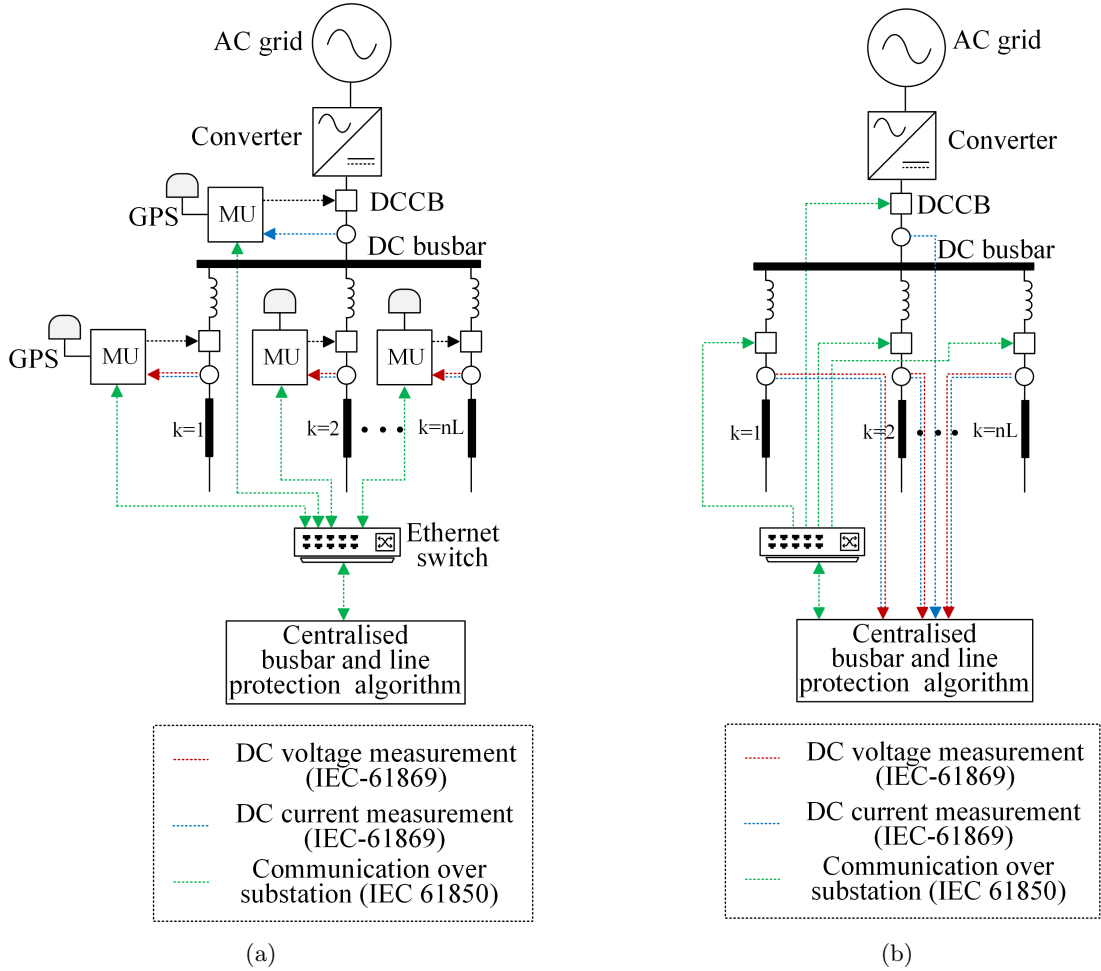 AC grid
Converter
GPS
MU
DCCB
DC busbar
GPS
MU
MU
MU
k=1
k=2
k=nL
Ethernet
switch
Centralised
busbar and line
protection algorithm
DC voltage measurement
(IEC-61869)
DC current measurement
(IEC-61869)
Communication over
substation (IEC 61850)
(a)
AC grid
Converter
DCCB
DC busbar
k=1
k=2
k=nL
Centralised
busbar and line
protection algorithm
DC voltage measurement
(IEC-61869)
DC current measurement
(IEC-61869)
Communication over
substation (IEC 61850)
(b)